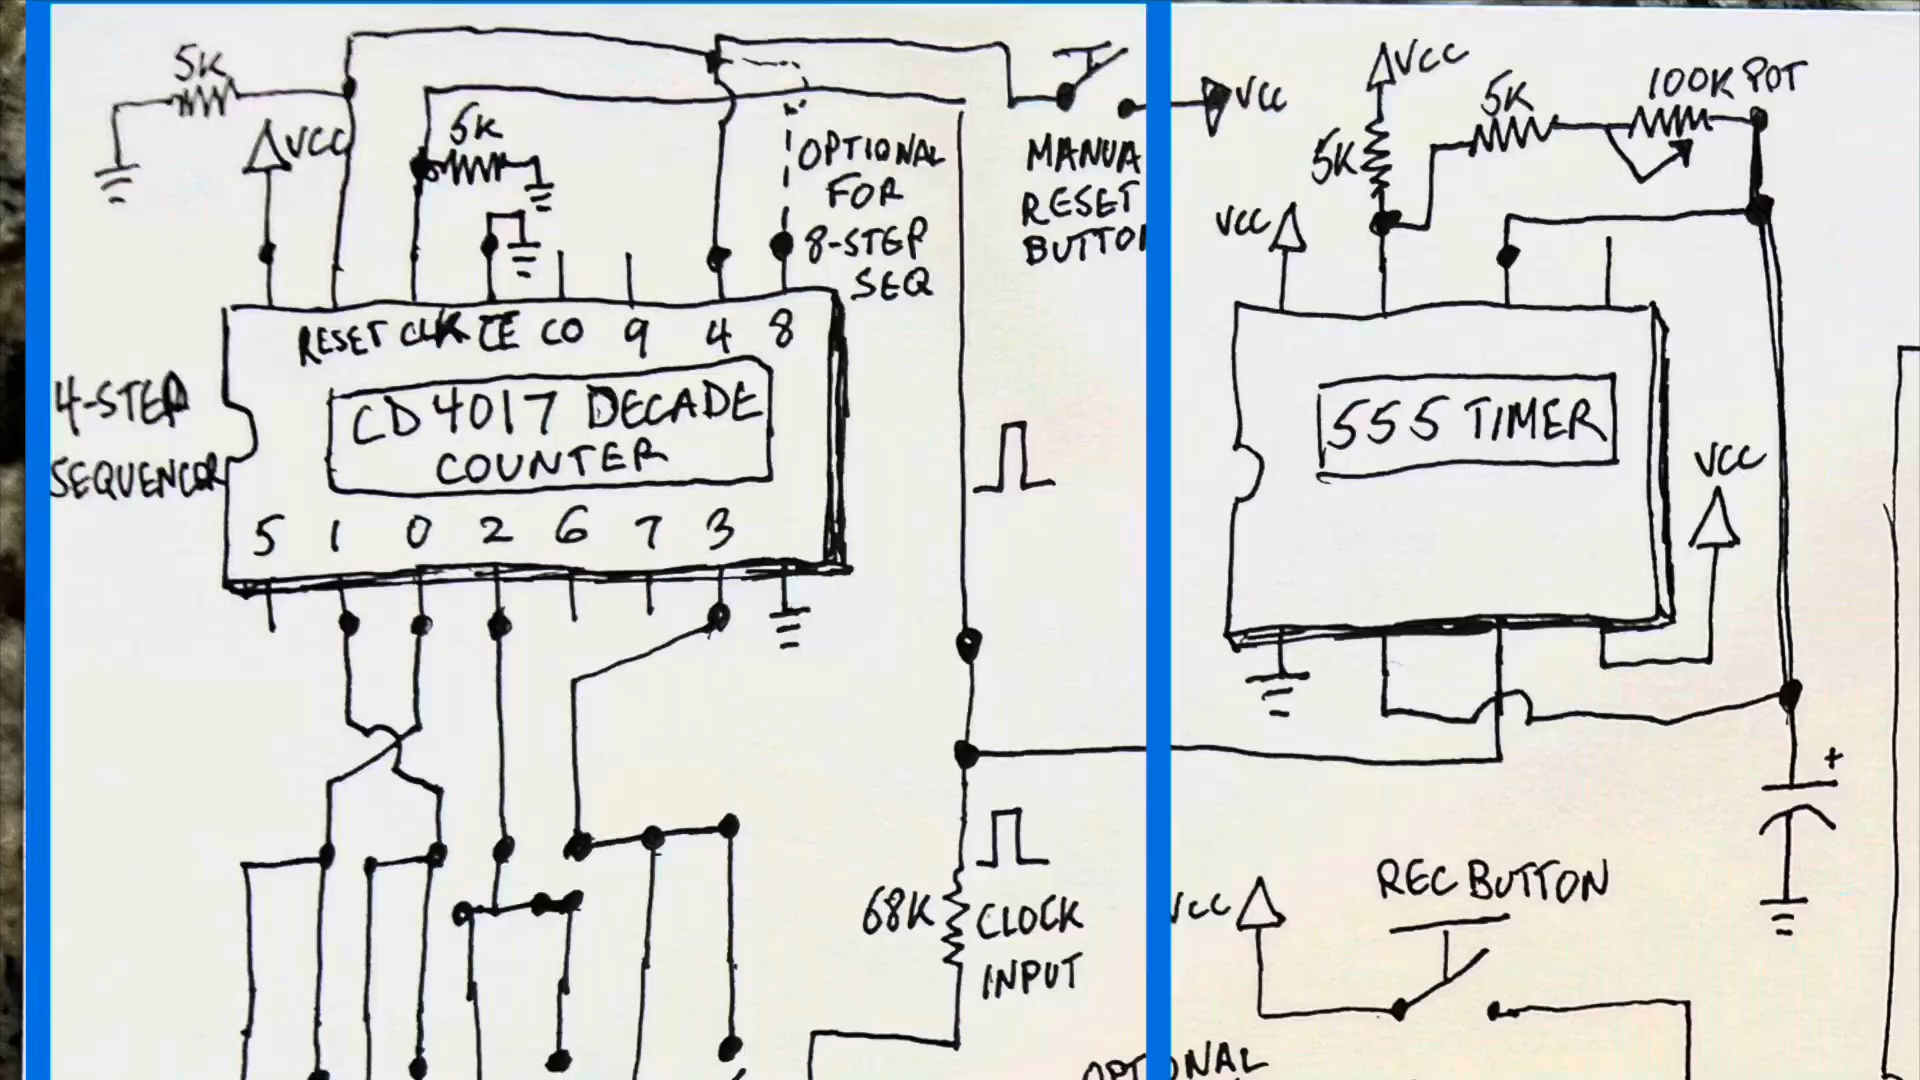 5K
VCC
5K
OPTIONAL
FOR
8-STEP
SEQ
MANUA
RESET
BUTTO
RESET CLK CE CO 9 4 8
4-STEP
SEQUENCER
CD4017 DECADE
COUNTER
5 1 0 2 6 7 3
68K
CLOCK
INPUT
VCC
VCC
5K
5K
100K POT
VCC
555 TIMER
VCC
+
REC BUTTON
VCC
OPTIONAL